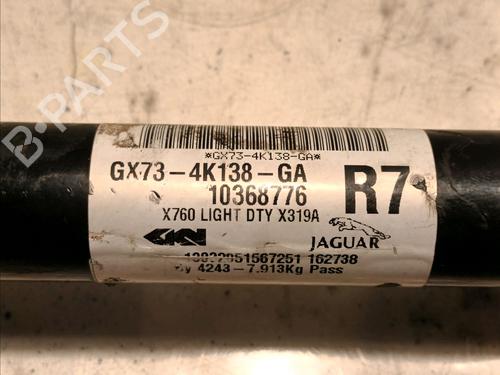 B-PARTS
*GX73-4K138-GA*
GX73-4K138-GA
10368776
R7
X760 LIGHT DTY X319A
GKN
JAGUAR
162738
4243-7.913Kg Pass